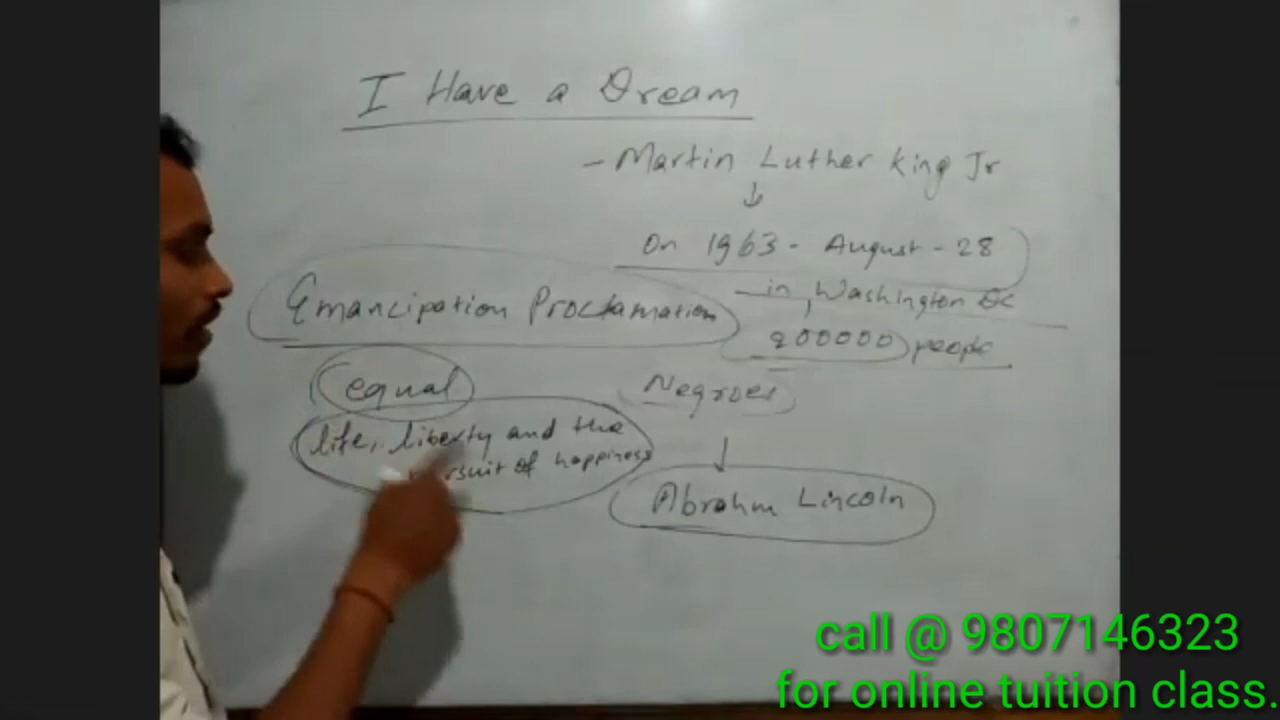 I Have a Dream
- Martin Luther King Jr
↓
On 1963 - August - 28
in Washington DC
200000 people
Emancipation Proclamation
equal
life, liberty and the
pursuit of happiness
Negroes
↓
Abrahm Lincoln
call @ 9807146323
for online tuition class.